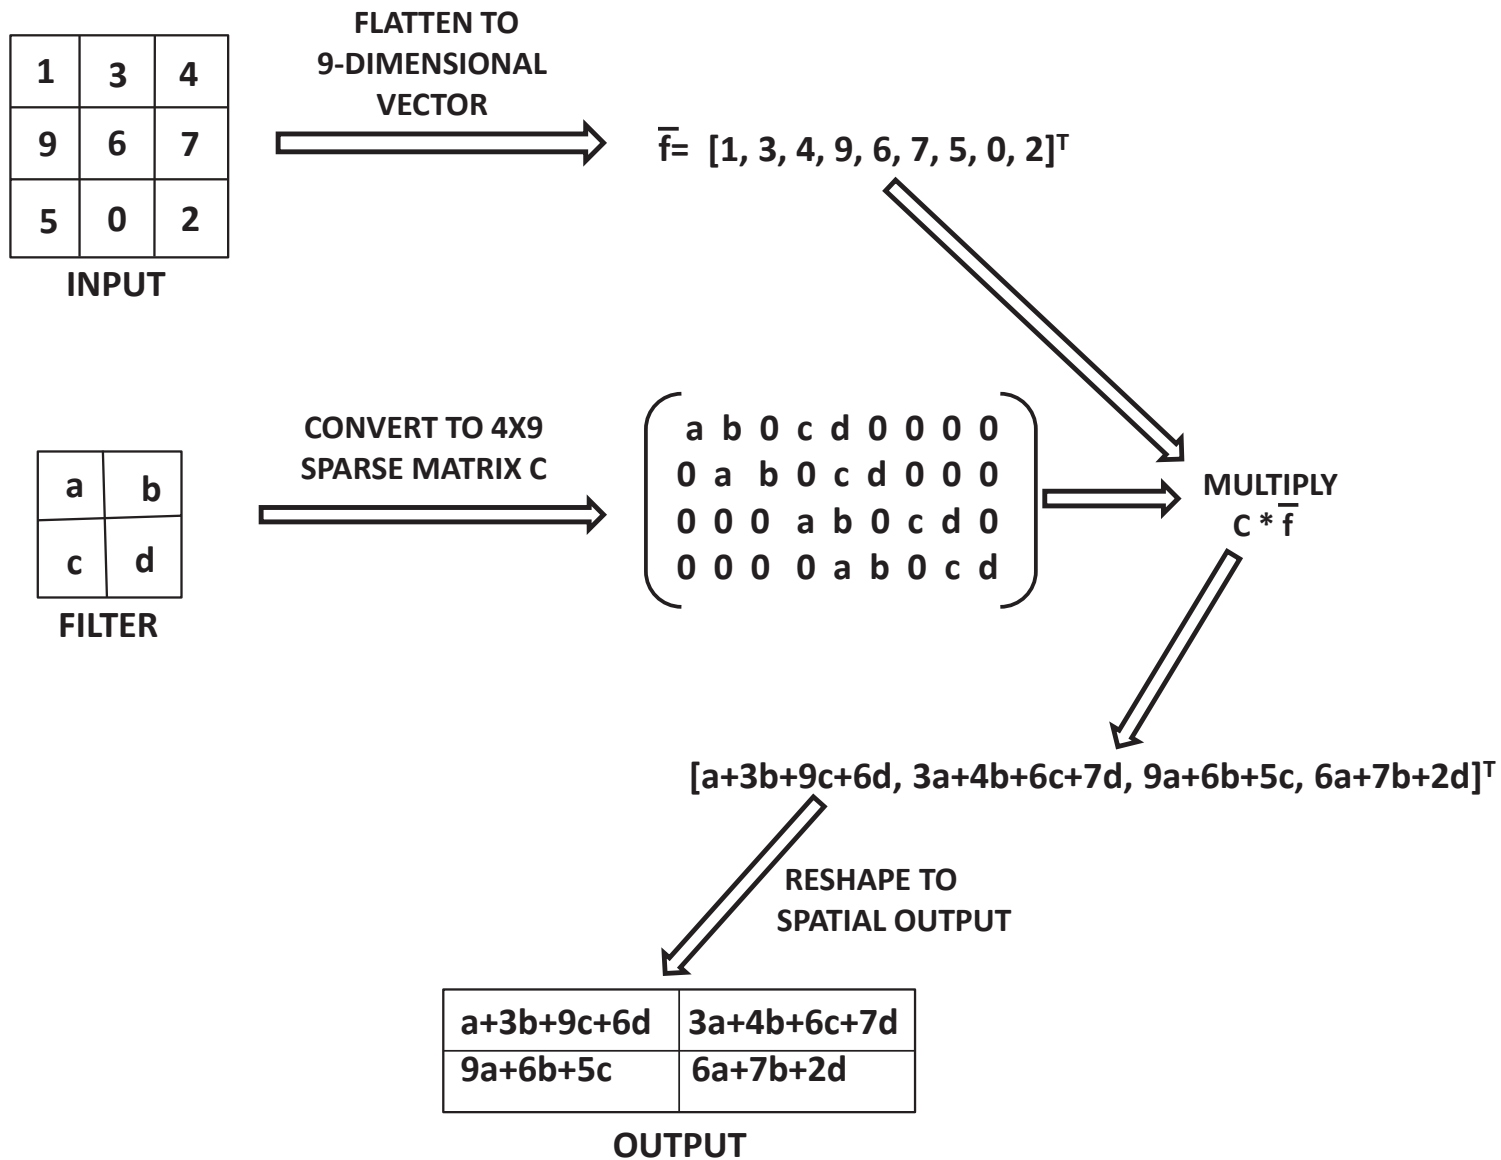 FLATTEN TO
9-DIMENSIONAL
VECTOR
1 3 4
9 6 7
5 0 2
INPUT
f̅= [1, 3, 4, 9, 6, 7, 5, 0, 2]ᵀ
CONVERT TO 4X9
SPARSE MATRIX C
a b
c d
FILTER
a b 0 c d 0 0 0 0
0 a b 0 c d 0 0 0
0 0 0 a b 0 c d 0
0 0 0 0 a b 0 c d
MULTIPLY
C * f̅
[a+3b+9c+6d, 3a+4b+6c+7d, 9a+6b+5c, 6a+7b+2d]ᵀ
RESHAPE TO
SPATIAL OUTPUT
a+3b+9c+6d 3a+4b+6c+7d
9a+6b+5c 6a+7b+2d
OUTPUT